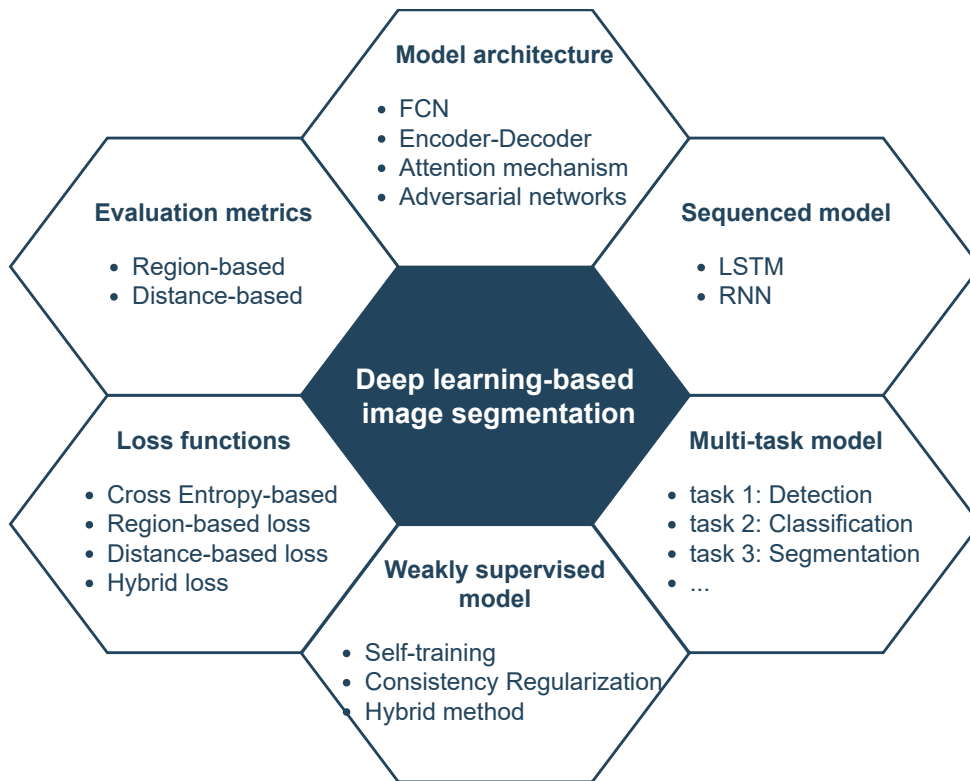 Model architecture
• FCN
• Encoder-Decoder
• Attention mechanism
• Adversarial networks
Evaluation metrics
• Region-based
• Distance-based
Sequenced model
• LSTM
• RNN
Deep learning-based
image segmentation
Loss functions
• Cross Entropy-based
• Region-based loss
• Distance-based loss
• Hybrid loss
Multi-task model
• task 1: Detection
• task 2: Classification
• task 3: Segmentation
• ...
Weakly supervised
model
• Self-training
• Consistency Regularization
• Hybrid method